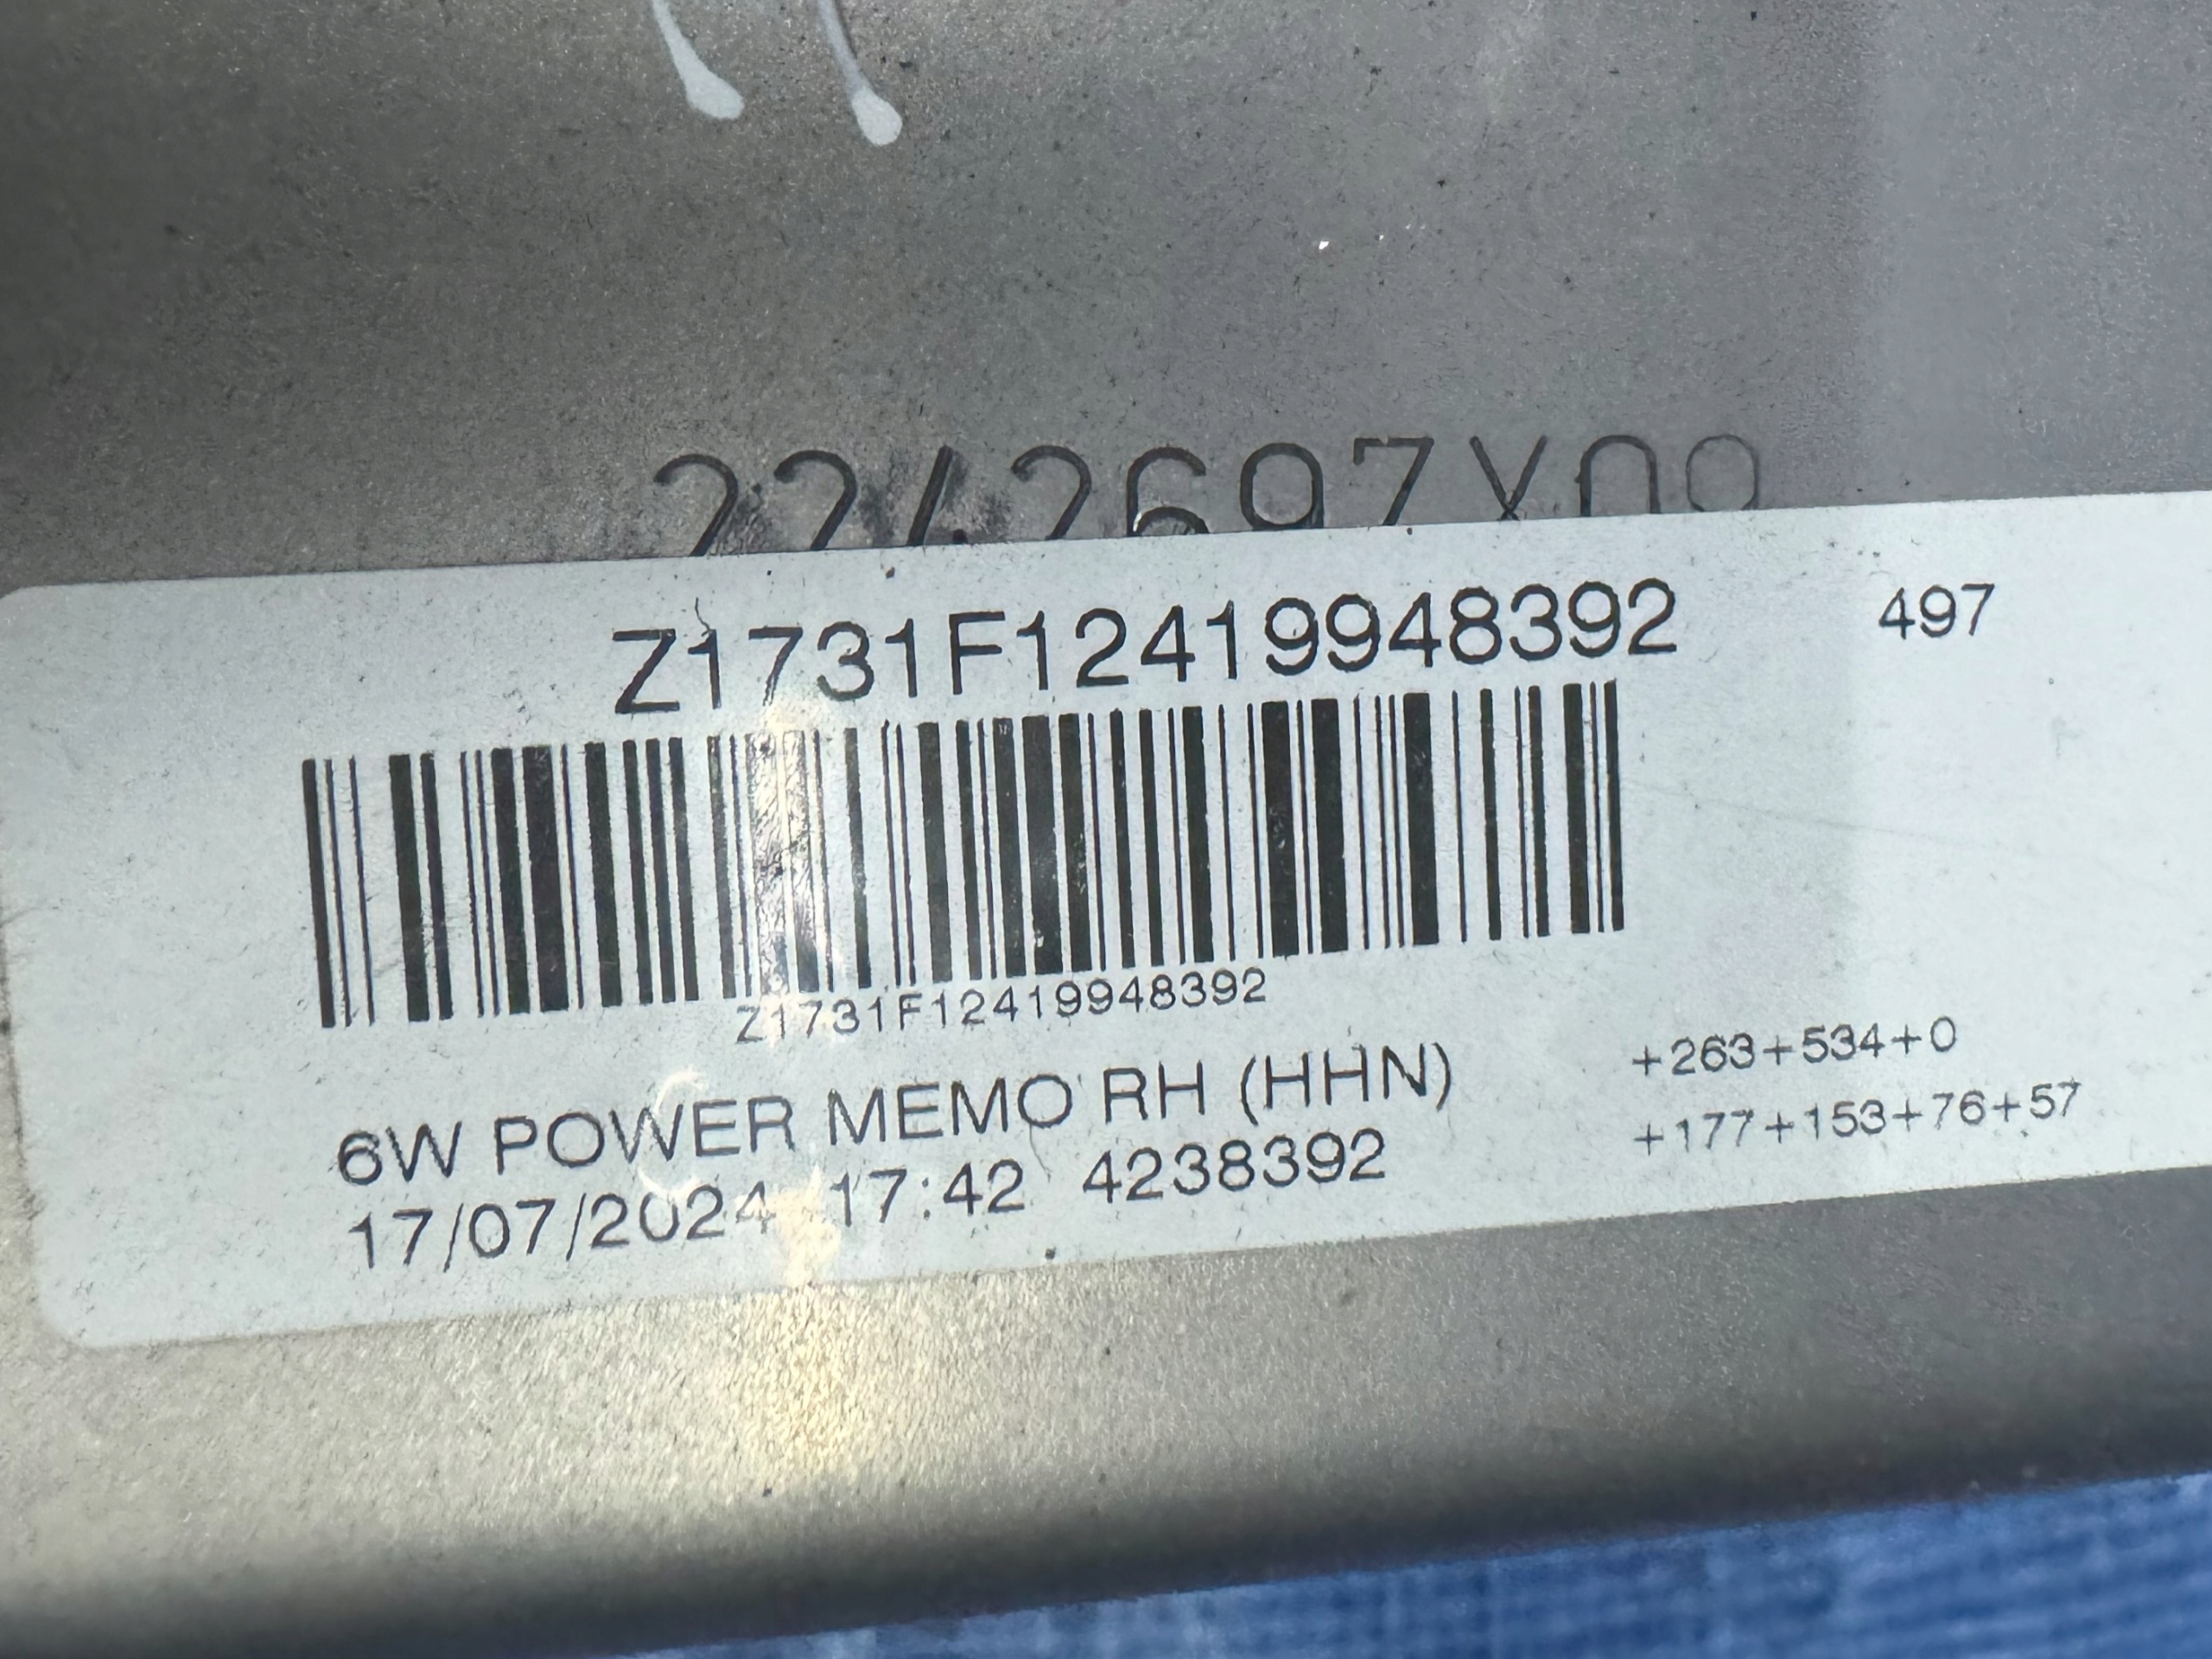 2242697X09
Z1731F12419948392
497
Z1731F12419948392
6W POWER MEMO RH (HHN)
17/07/2024 17:42 4238392
+263+534+0
+177+153+76+57